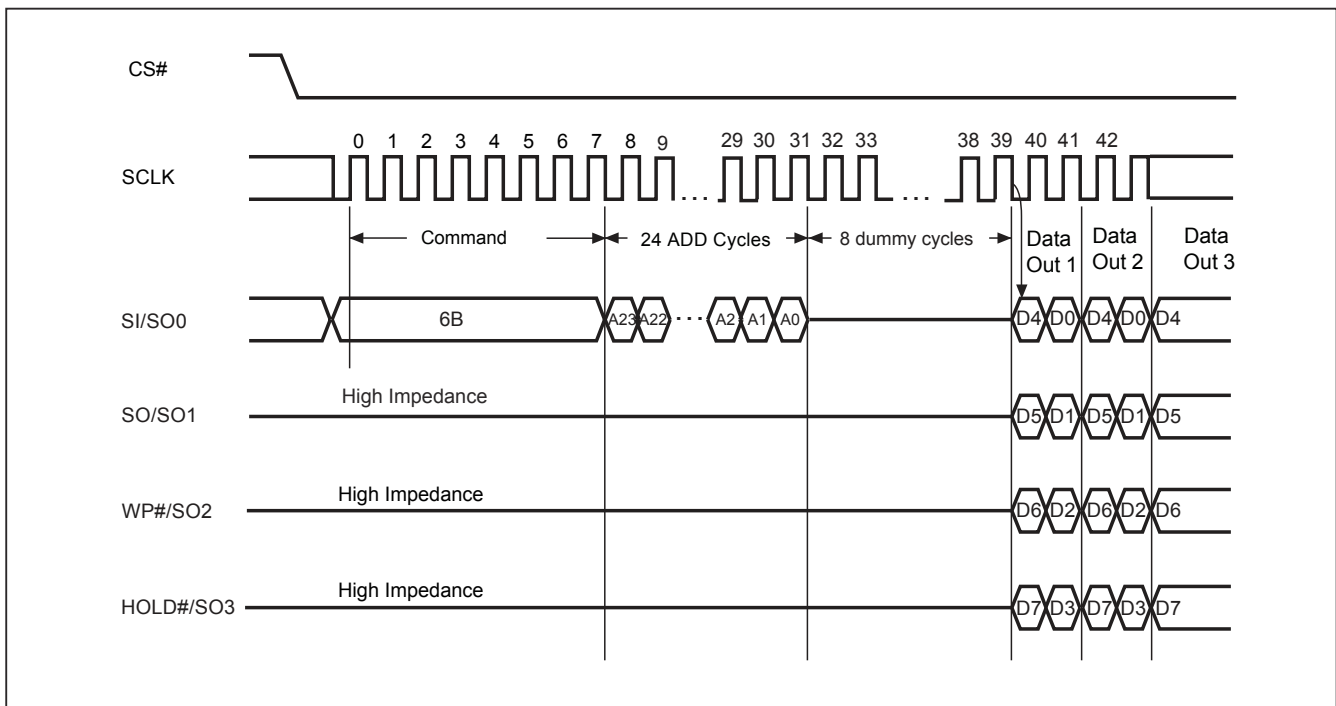 CS#
0 1 2 3 4 5 6 7 8 9 29 30 31 32 33 38 39 40 41 42
SCLK
Command 24 ADD Cycles 8 dummy cycles Data Out 1 Data Out 2 Data Out 3
SI/SO0 6B A23 A22 ··· A2 A1 A0 D4 D0 D4 D0 D4
High Impedance
SO/SO1 D5 D1 D5 D1 D5
High Impedance
WP#/SO2 D6 D2 D6 D2 D6
High Impedance
HOLD#/SO3 D7 D3 D7 D3 D7